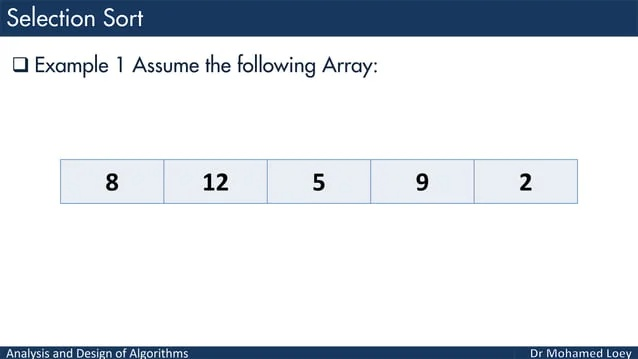 Selection Sort
❑ Example 1 Assume the following Array:
8 12 5 9 2
Analysis and Design of Algorithms Dr Mohamed Loey